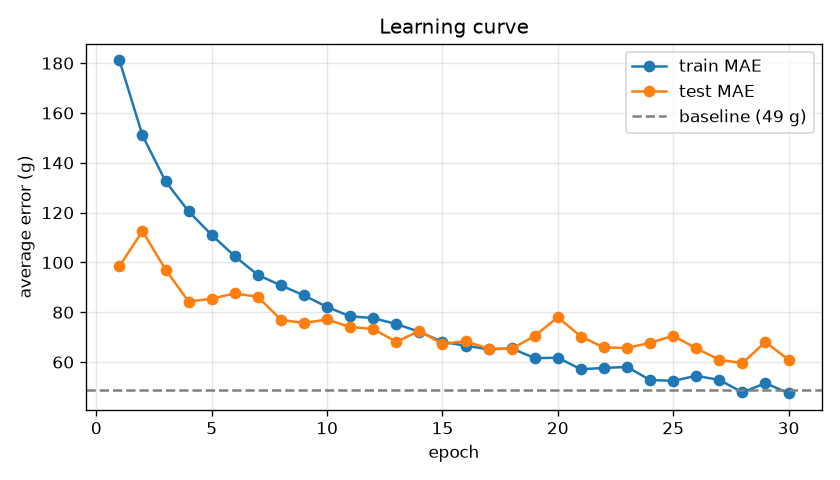 Learning curve
train MAE
test MAE
baseline (49 g)
average error (g)
180
160
140
120
100
80
60
0 5 10 15 20 25 30
epoch